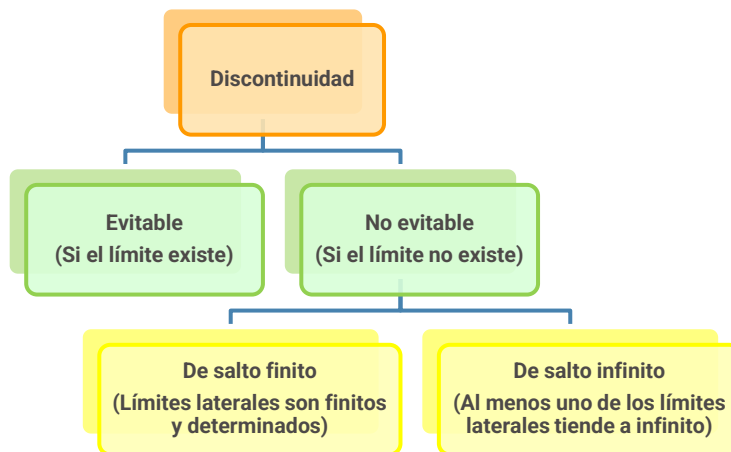 Discontinuidad
Evitable
(Si el límite existe)
No evitable
(Si el límite no existe)
De salto finito
(Límites laterales son finitos
y determinados)
De salto infinito
(Al menos uno de los límites
laterales tiende a infinito)